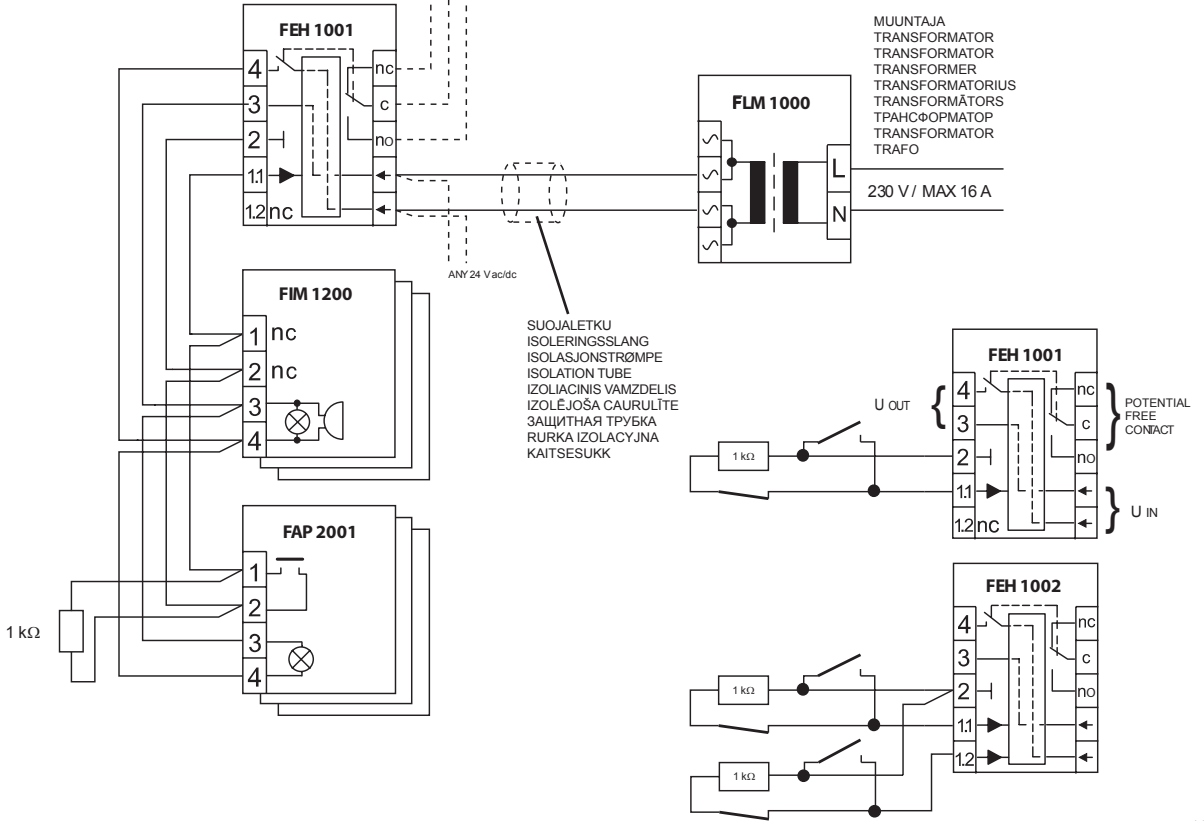 FEH 1001
4
3
2
1.1
1.2 nc
nc
c
no
ANY 24 V ac/dc
FLM 1000
L
N
230 V / MAX 16 A
MUUNTAJA
TRANSFORMATOR
TRANSFORMATOR
TRANSFORMER
TRANSFORMATORIUS
TRANSFORMĀTORS
ТРАНСФОРМАТОР
TRANSFORMATOR
TRAFO
SUOJALETKU
ISOLERINGSSLANG
ISOLASJONSTRØMPE
ISOLATION TUBE
IZOLIACINIS VAMZDELIS
IZOLĒJOŠA CAURULĪTE
ЗАЩИТНАЯ ТРУБКА
RURKA IZOLACYJNA
KAITSESUKK
FIM 1200
1 nc
2 nc
3
4
FAP 2001
1
2
3
4
1 kΩ
FEH 1001
U OUT
4
3
2
1.1
1.2 nc
nc
c
no
POTENTIAL
FREE
CONTACT
U IN
1 kΩ
FEH 1002
4
3
2
1.1
1.2
nc
c
no
1 kΩ
1 kΩ